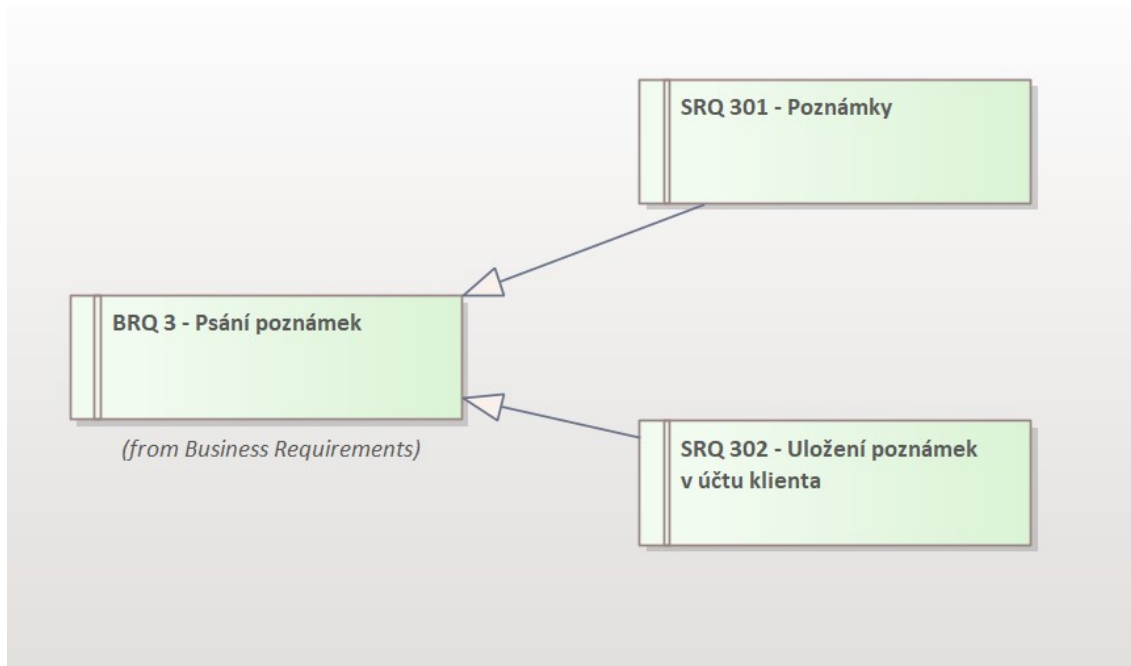 SRQ 301 - Poznámky
BRQ 3 - Psání poznámek
(from Business Requirements)
SRQ 302 - Uložení poznámek
v účtu klienta